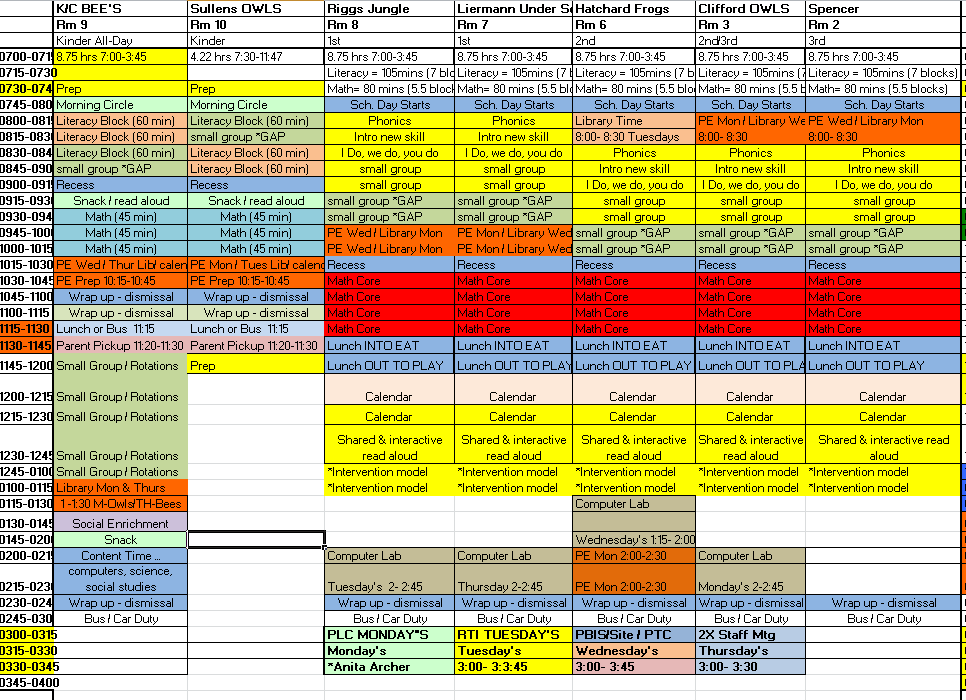 K/C BEE'S Sullens OWLS Riggs Jungle Liermann Under S Hatchard Frogs Clifford OWLS Spencer
Rm 9 Rm 10 Rm 8 Rm 7 Rm 6 Rm 3 Rm 2
Kinder All-Day Kinder 1st 1st 2nd 2nd/3rd 3rd
0700-071 8.75 hrs 7:00-3:45 4.22 hrs 7:30-11:47 8.75 hrs 7:00-3:45 8.75 hrs 7:00-3:45 8.75 hrs 7:00-3:45 8.75 hrs 7:00-3:45 8.75 hrs 7:00-3:45
0715-0730 Literacy = 105mins (7 b Literacy = 105mins (7 b Literacy = 105mins (7 b Literacy = 105mins (7 b Literacy = 105mins (7 blocks)
0730-074 Prep Prep Math= 80 mins (5.5 bloc Math= 80 mins (5.5 b Math= 80 mins (5.5 blo Math= 80 mins (5.5 b Math= 80 mins (5.5 blocks)
0745-080 Morning Circle Morning Circle Sch. Day Starts Sch. Day Starts Sch. Day Starts Sch. Day Starts Sch. Day Starts
0800-081 Literacy Block (60 min) Literacy Block (60 min) Phonics Phonics Library Time PE Mon / Library We PE Wed / Library Mon
0815-083 Literacy Block (60 min) small group *GAP Intro new skill Intro new skill 8:00- 8:30 Tuesdays 8:00- 8:30 8:00- 8:30
0830-084 Literacy Block (60 min) Literacy Block (60 min) I Do, we do, you do I Do, we do, you do Phonics Phonics Phonics
0845-090 small group *GAP Literacy Block (60 min) small group small group Intro new skill Intro new skill Intro new skill
0900-091 Recess Recess small group small group I Do, we do, you do I Do, we do, you do I Do, we do, you do
0915-093 Snack / read aloud Snack / read aloud small group *GAP small group *GAP small group small group small group
0930-094 Math (45 min) Math (45 min) small group *GAP small group *GAP small group small group small group
0945-100 Math (45 min) Math (45 min) PE Wed / Library Mon PE Mon / Library Wed small group *GAP small group *GAP small group *GAP
1000-1015 Math (45 min) Math (45 min) PE Wed / Library Mon PE Mon / Library Wed small group *GAP small group *GAP small group *GAP
1015-1030 PE Wed / Thur Lib/ calen PE Mon / Tues Lib/ calend Recess Recess Recess Recess Recess
1030-1045 PE Prep 10:15-10:45 PE Prep 10:15-10:45 Math Core Math Core Math Core Math Core Math Core
1045-1100 Wrap up - dismissal Wrap up - dismissal Math Core Math Core Math Core Math Core Math Core
1100-1115 Wrap up - dismissal Wrap up - dismissal Math Core Math Core Math Core Math Core Math Core
1115-1130 Lunch or Bus 11:15 Lunch or Bus 11:15 Math Core Math Core Math Core Math Core Math Core
1130-1145 Parent Pickup 11:20-11:30 Parent Pickup 11:20-11:30 Lunch INTO EAT Lunch INTO EAT Lunch INTO EAT Lunch INTO EAT Lunch INTO EAT
1145-1200 Small Group / Rotations Prep Lunch OUT TO PLAY Lunch OUT TO PLAY Lunch OUT TO PLAY Lunch OUT TO PLA Lunch OUT TO PLAY
1200-1215 Small Group / Rotations Calendar Calendar Calendar Calendar Calendar
1215-1230 Small Group / Rotations Calendar Calendar Calendar Calendar Calendar
Shared & interactive Shared & interactive Shared & interactive Shared & interactive Shared & interactive read
1230-1245 Small Group / Rotations read aloud read aloud read aloud read aloud aloud
1245-0100 Small Group / Rotations *Intervention model *Intervention model *Intervention model *Intervention model *Intervention model
0100-0115 Library Mon & Thurs *Intervention model *Intervention model *Intervention model *Intervention model *Intervention model
0115-0130 1 -1:30 M-Owls/TH-Bees Computer Lab
0130-0145 Social Enrichment
0145-020 Snack Wednesday's 1:15- 2:00
0200-021 Content Time ... Computer Lab Computer Lab PE Mon 2:00-2:30 Computer Lab
computers, science,
0215-023 social studies Tuesday's 2- 2:45 Thursday 2-2:45 PE Mon 2:00-2:30 Monday's 2-2:45
0230-024 Wrap up - dismissal Wrap up - dismissal Wrap up - dismissal Wrap up - dismissal Wrap up - dismissal Wrap up - dismissal
0245-030 Bus / Car Duty Bus / Car Duty Bus / Car Duty Bus / Car Duty Bus / Car Duty Bus / Car Duty
0300-0315 PLC MONDAY"S RTI TUESDAY'S PBIS/Site / PTC 2X Staff Mtg
0315-0330 Monday's Tuesday's Wednesday's Thursday's
0330-0345 *Anita Archer 3:00- 3:3:45 3:00- 3:45 3:00- 3:30
0345-0400